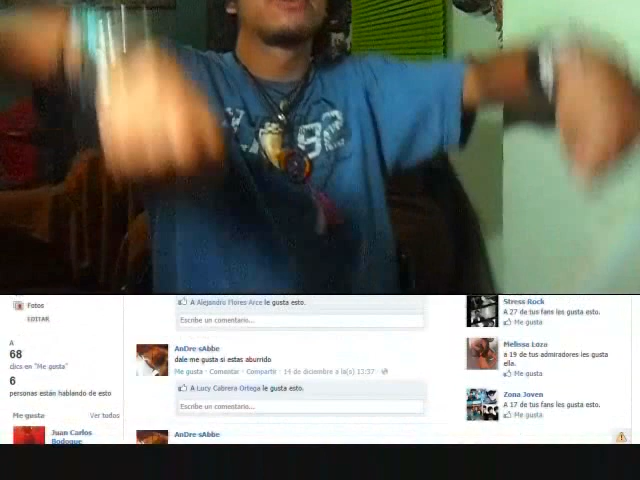 92
A Alejandro Flores Arce le gusta esto.
Escribe un comentario...
AnDre sAbbe
dale me gusta si estas aburrido
Me gusta · Comentar · Compartir · 14 de diciembre a la(s) 13:37
A Lucy Cabrera Ortega le gusta esto.
Escribe un comentario...
AnDre sAbbe
Fotos
EDITAR
A
68
clics en "Me gusta"
6
personas están hablando de esto
Me gusta Ver todos
Juan Carlos
Bodoque
Stress Rock
A 27 de tus fans les gusta esto.
Me gusta
Melissa Loza
a 19 de tus admiradores les gusta
ella.
Me gusta
Zona Joven
A 17 de tus fans les gusta esto.
Me gusta